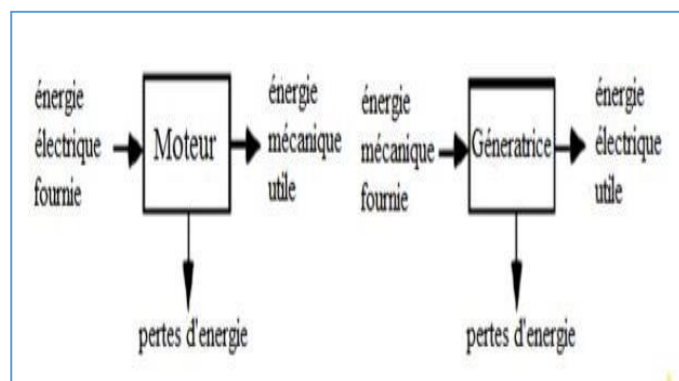 énergie
électrique
fournie
Moteur
énergie
mécanique
utile
pertes d'energie
énergie
mécanique
fournie
Géneratrice
énergie
électrique
utile
pertes d'energie